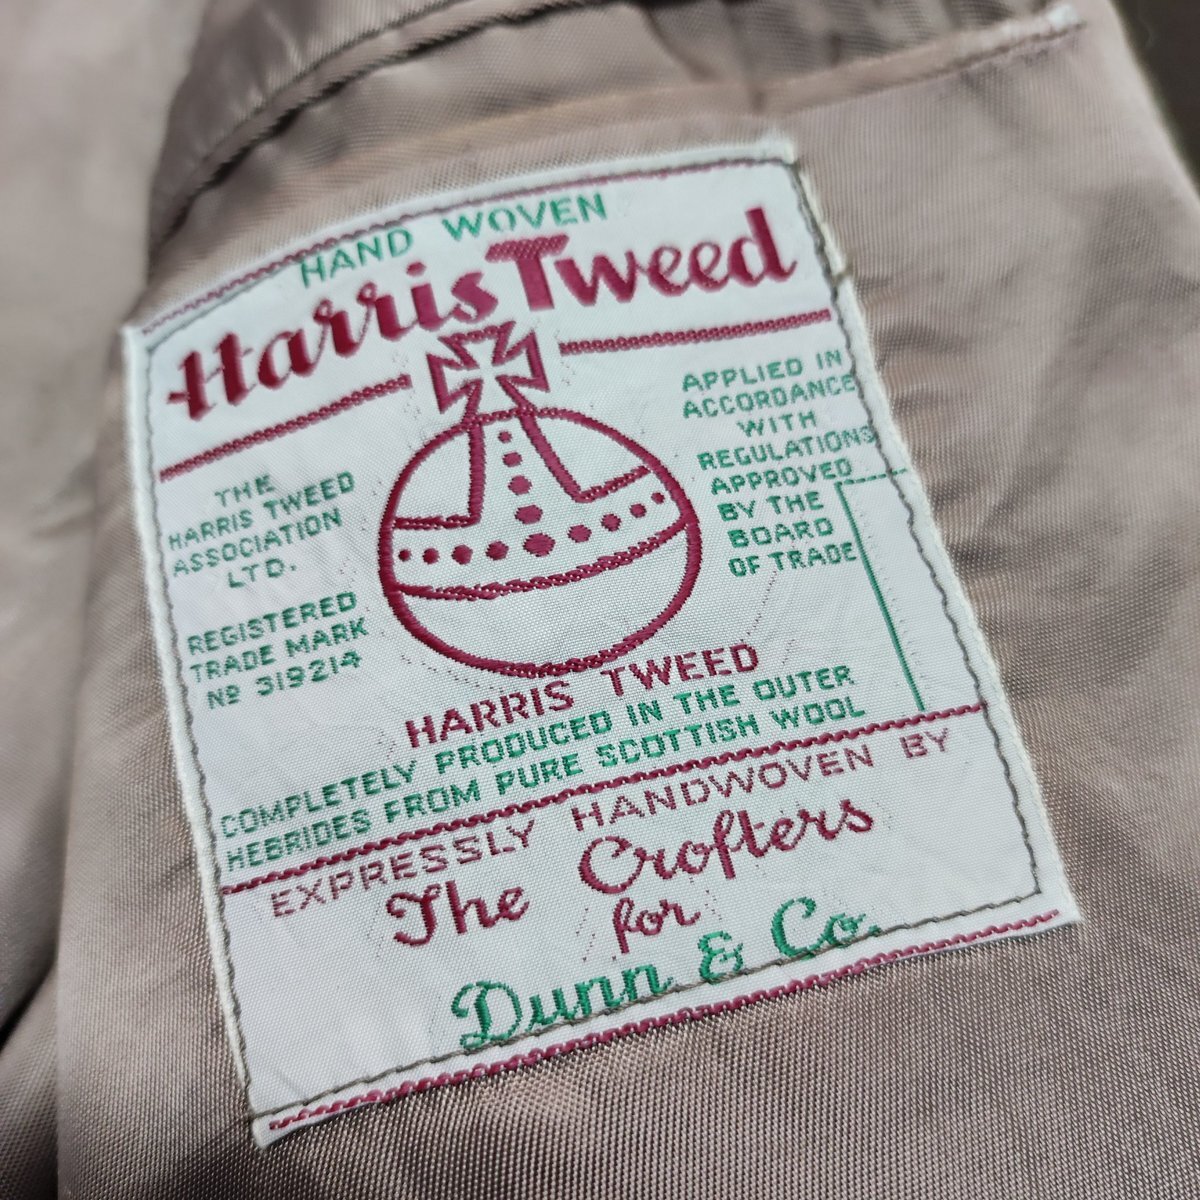 HAND WOVEN
Harris Tweed
THE
HARRIS TWEED
ASSOCIATION
LTD.
REGISTERED
TRADE MARK
Nº 319214
APPLIED IN
ACCORDANCE
WITH
REGULATIONS
APPROVED
BY THE
BOARD
OF TRADE
HARRIS TWEED
COMPLETELY PRODUCED IN THE OUTER
HEBRIDES FROM PURE SCOTTISH WOOL
EXPRESSLY HANDWOVEN BY
The Crofters
for
Dunn & Co.